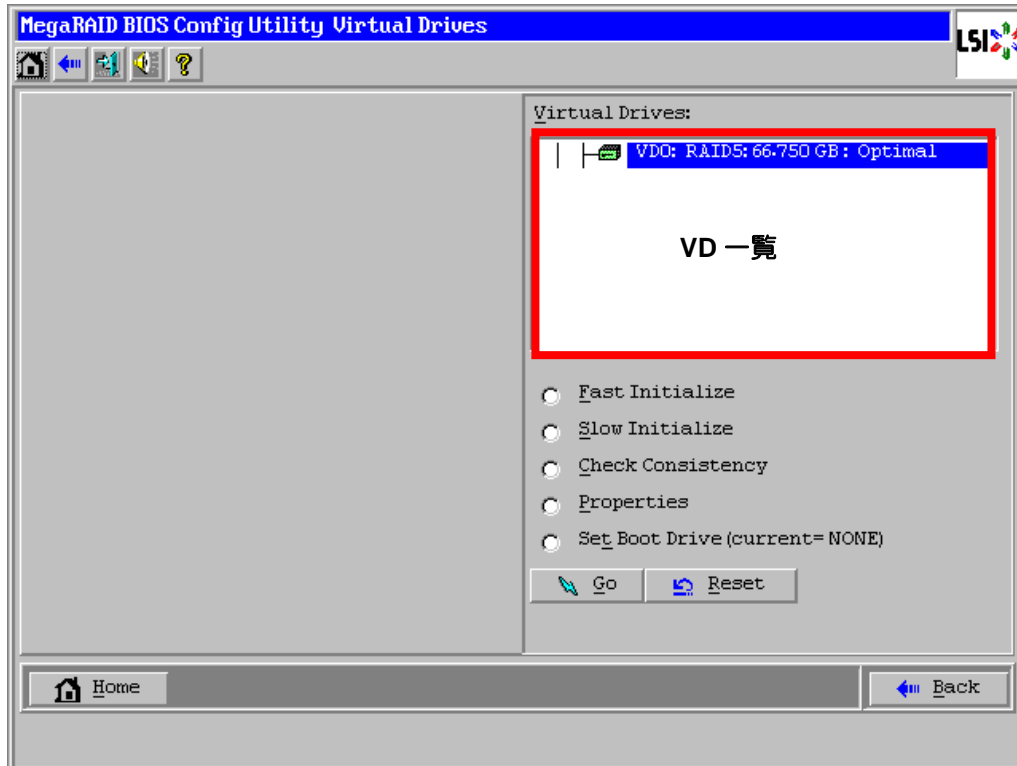 MegaRAID BIOS Config Utility Virtual Drives
LSI
Virtual Drives:
VD0: RAID5: 66.750 GB: Optimal
VD 一覧
Fast Initialize
Slow Initialize
Check Consistency
Properties
Set Boot Drive (current= NONE)
Go
Reset
Home
Back